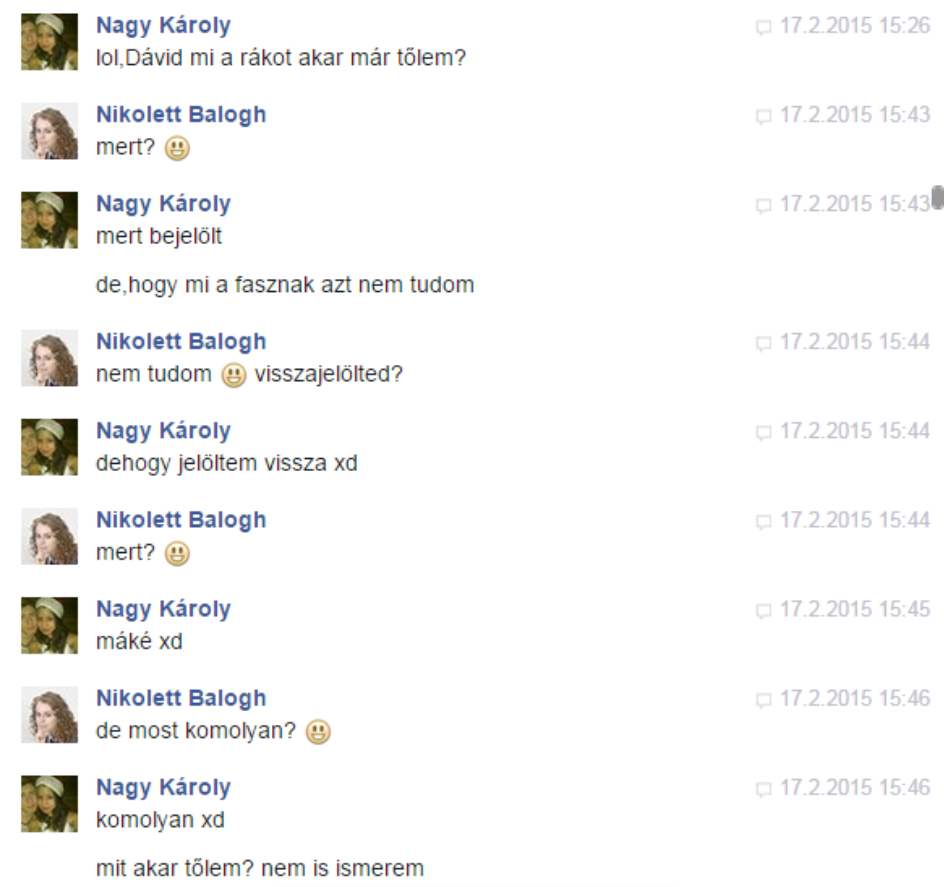 Nagy Károly 17.2.2015 15:26
lol,Dávid mi a rákot akar már tőlem?
Nikolett Balogh 17.2.2015 15:43
mert?
Nagy Károly 17.2.2015 15:43
mert bejelölt
de,hogy mi a fasznak azt nem tudom
Nikolett Balogh 17.2.2015 15:44
nem tudom visszajelölted?
Nagy Károly 17.2.2015 15:44
dehogy jelöltem vissza xd
Nikolett Balogh 17.2.2015 15:44
mert?
Nagy Károly 17.2.2015 15:45
máké xd
Nikolett Balogh 17.2.2015 15:46
de most komolyan?
Nagy Károly 17.2.2015 15:46
komolyan xd
mit akar tőlem? nem is ismerem